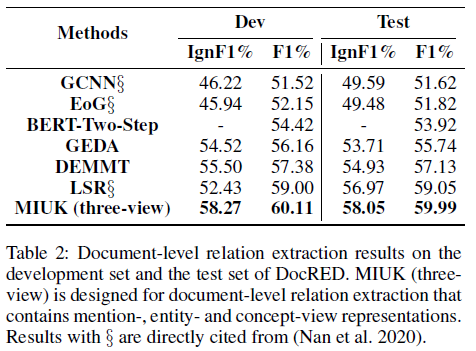 Methods Dev Test
IgnF1% F1% IgnF1% F1%
GCNN§ 46.22 51.52 49.59 51.62
EoG§ 45.94 52.15 49.48 51.82
BERT-Two-Step - 54.42 - 53.92
GEDA 54.52 56.16 53.71 55.74
DEMMT 55.50 57.38 54.93 57.13
LSR§ 52.43 59.00 56.97 59.05
MIUK (three-view) 58.27 60.11 58.05 59.99
Table 2: Document-level relation extraction results on the
development set and the test set of DocRED. MIUK (three-
view) is designed for document-level relation extraction that
contains mention-, entity- and concept-view representations.
Results with § are directly cited from (Nan et al. 2020).